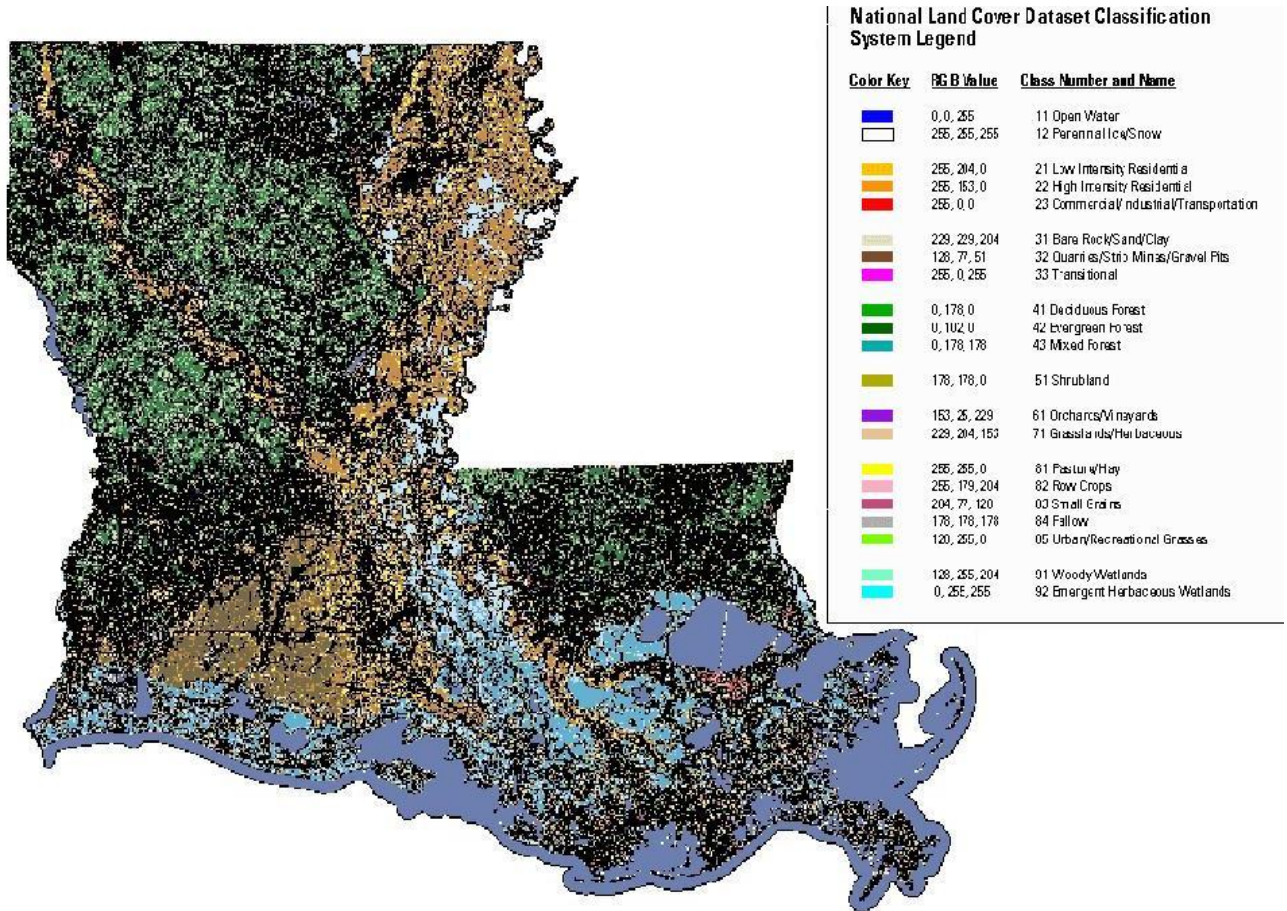 National Land Cover Dataset Classification
System Legend
Color Key RGB Value Class Number and Name
0, 0, 255 11 Open Water
255, 255, 255 12 Perennial Ice/Snow
255, 204, 0 21 Low Intensity Residentia
255, 153, 0 22 High Intensity Residential
255, 0, 0 23 Commercial/Industrial/Transportation
229, 229, 204 31 Bare Rock/Sand/Clay
128, 77, 51 32 Quarries/Strip Mines/Gravel Pits
255, 0, 255 33 Transitional
0, 178, 0 41 Deciduous Forest
0, 102, 0 42 Evergreen Forest
0, 178, 178 43 Mixed Forest
178, 178, 0 51 Shrubland
153, 25, 229 61 Orchards/Vineyards
229, 204, 153 71 Grasslands/Herbaceous
255, 255, 0 81 Pasture/Hay
255, 179, 204 82 Row Crops
204, 77, 120 83 Small Grains
178, 178, 178 84 Fallow
120, 255, 0 85 Urban/Recreational Grasses
128, 255, 204 91 Woody Wetlands
0, 255, 255 92 Emergent Herbaceous Wetlands